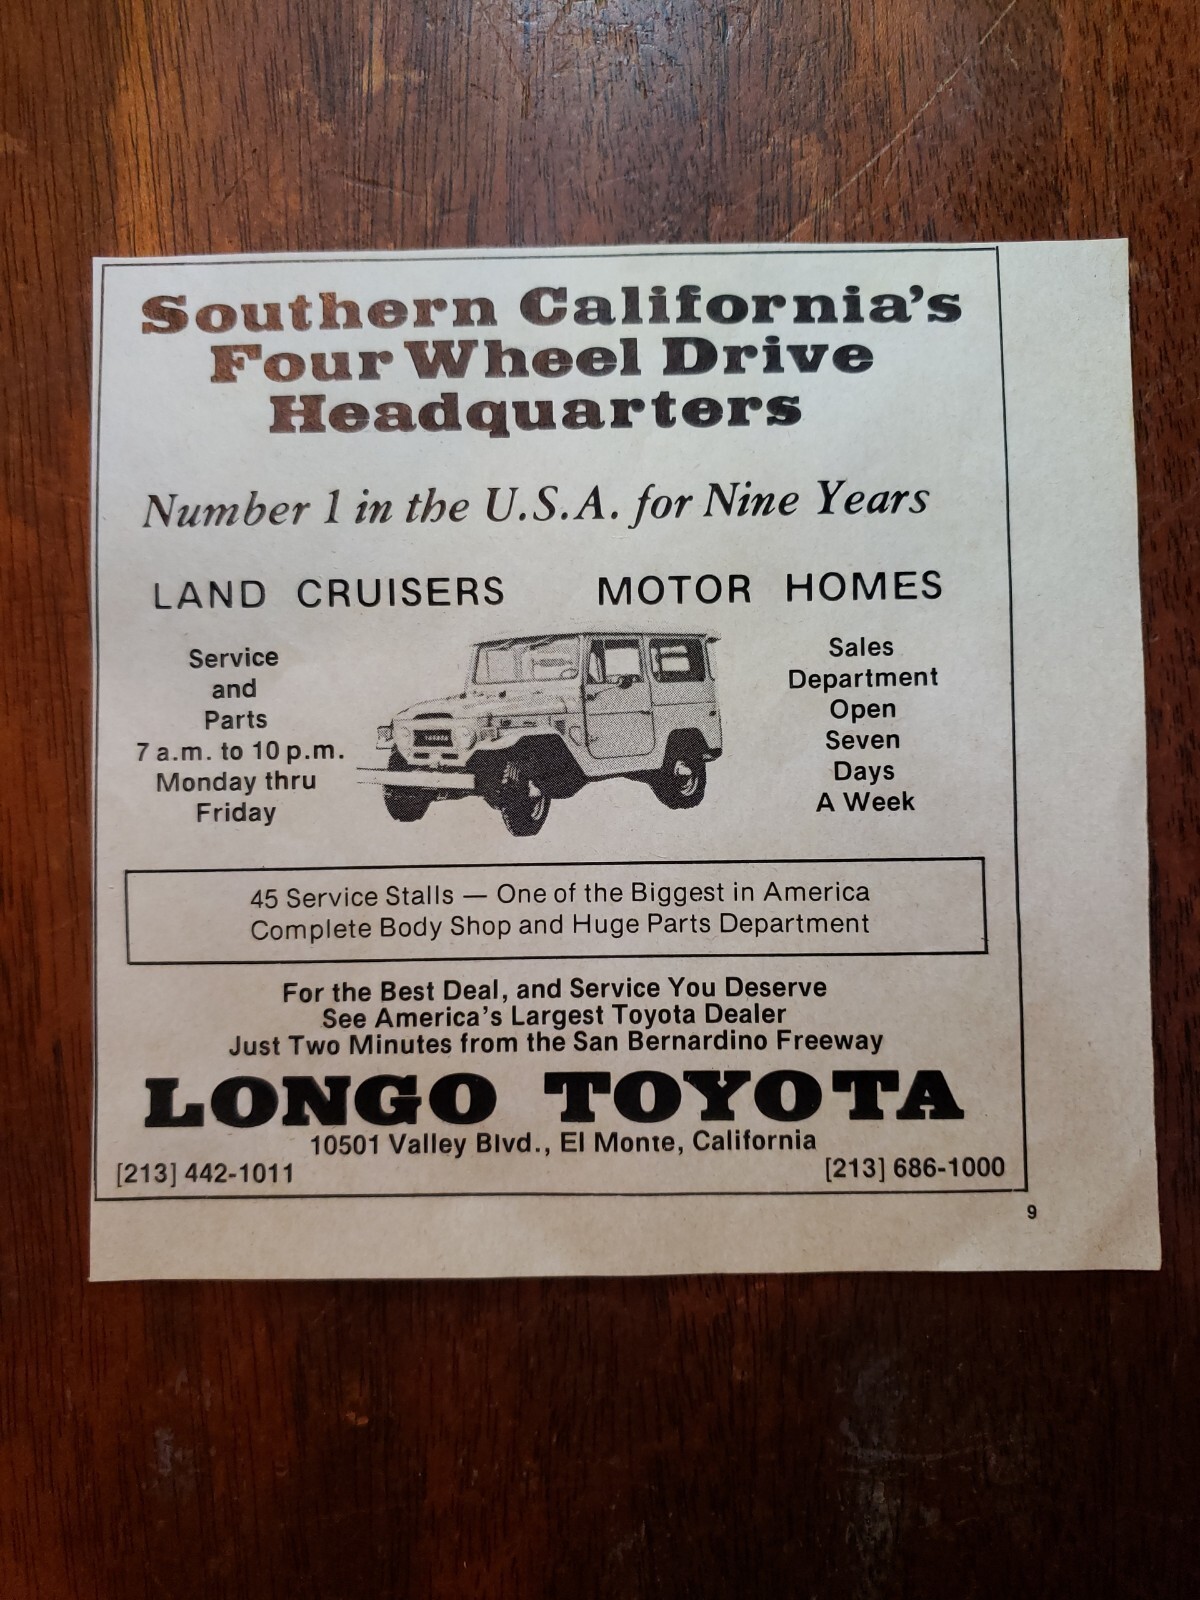 Southern California's
Four Wheel Drive
Headquarters
Number 1 in the U.S.A. for Nine Years
LAND CRUISERS MOTOR HOMES
Service
and
Parts
7 a.m. to 10 p.m.
Monday thru
Friday
Sales
Department
Open
Seven
Days
A Week
45 Service Stalls — One of the Biggest in America
Complete Body Shop and Huge Parts Department
For the Best Deal, and Service You Deserve
See America's Largest Toyota Dealer
Just Two Minutes from the San Bernardino Freeway
LONGO TOYOTA
10501 Valley Blvd., El Monte, California
[213] 442-1011 [213] 686-1000
9